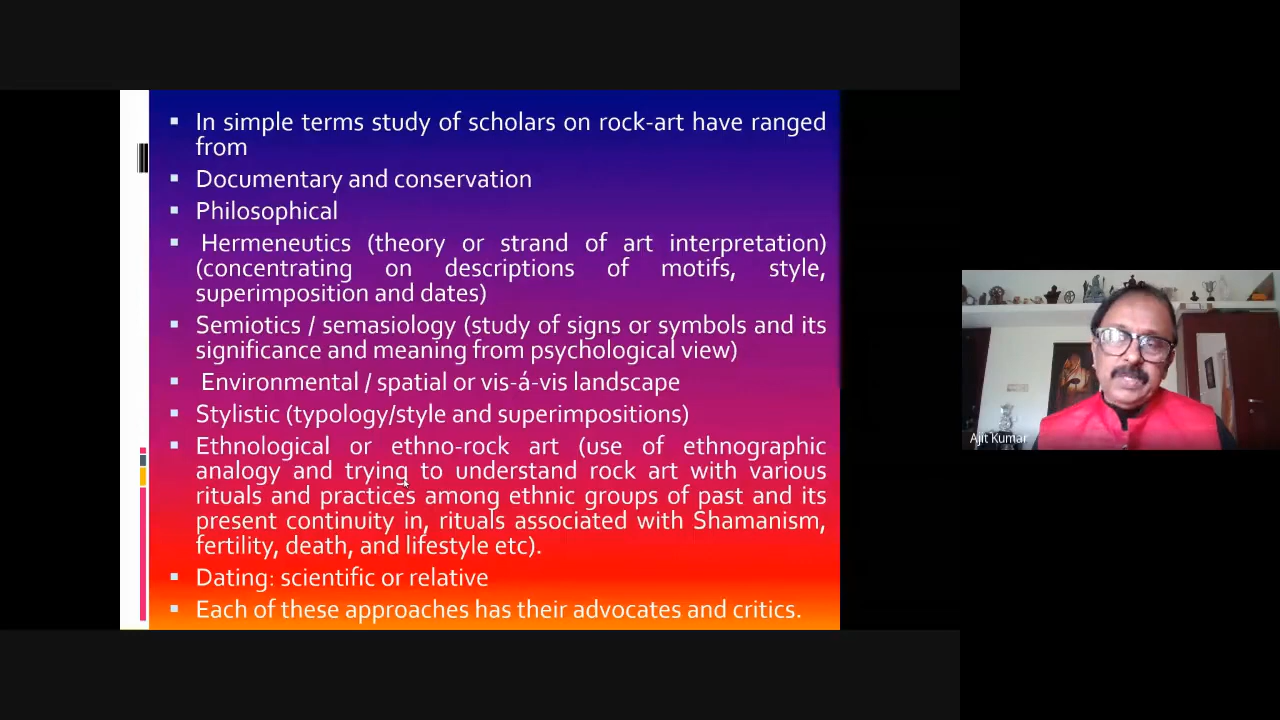 In simple terms study of scholars on rock-art have ranged
from
Documentary and conservation
Philosophical
Hermeneutics (theory or strand of art interpretation)
(concentrating on descriptions of motifs, style,
superimposition and dates)
Semiotics / semasiology (study of signs or symbols and its
significance and meaning from psychological view)
Environmental / spatial or vis-á-vis landscape
Stylistic (typology/style and superimpositions)
Ethnological or ethno-rock art (use of ethnographic
analogy and trying to understand rock art with various
rituals and practices among ethnic groups of past and its
present continuity in, rituals associated with Shamanism,
fertility, death, and lifestyle etc).
Dating: scientific or relative
Each of these approaches has their advocates and critics.
Ajit Kumar